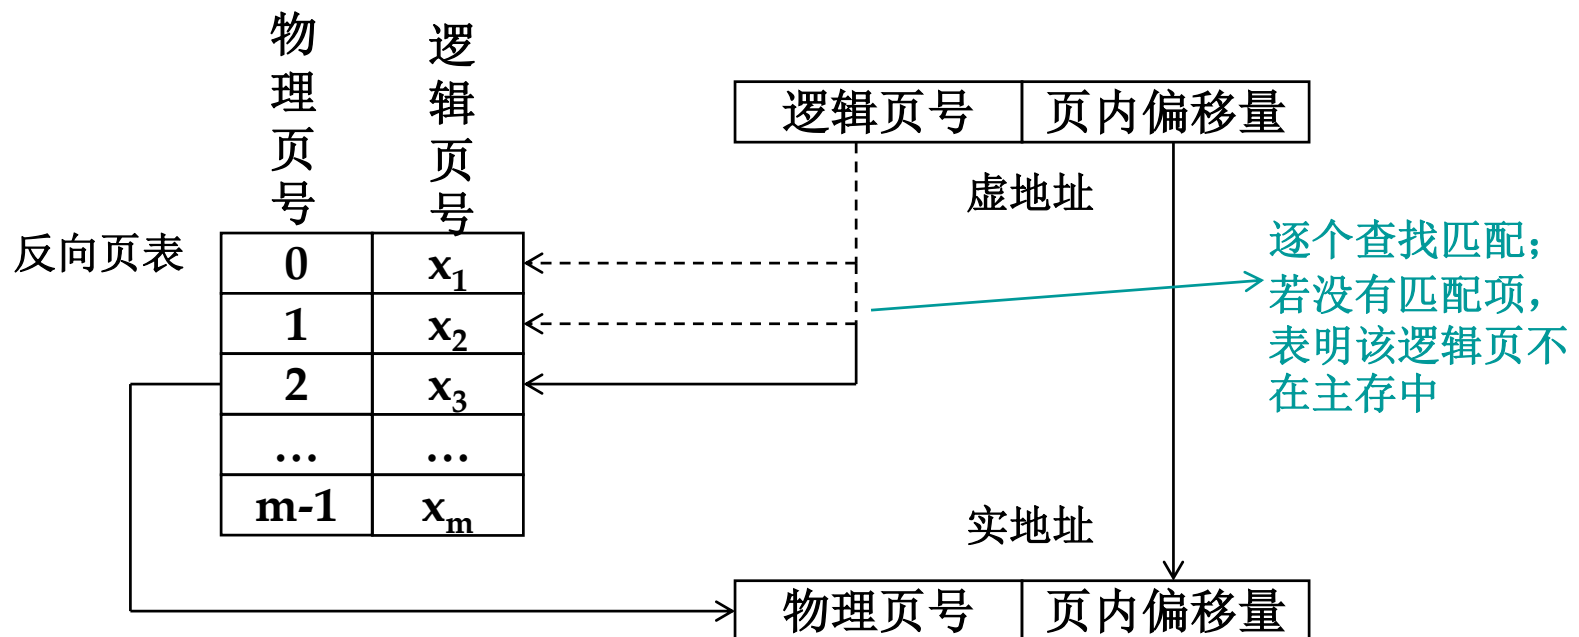 物理页号
逻辑页号
逻辑页号 页内偏移量
虚地址
反向页表
0 x₁
1 x₂
2 x₃
... ...
m-1 xₘ
逐个查找匹配；
若没有匹配项，
表明该逻辑页不
在主存中
实地址
物理页号 页内偏移量